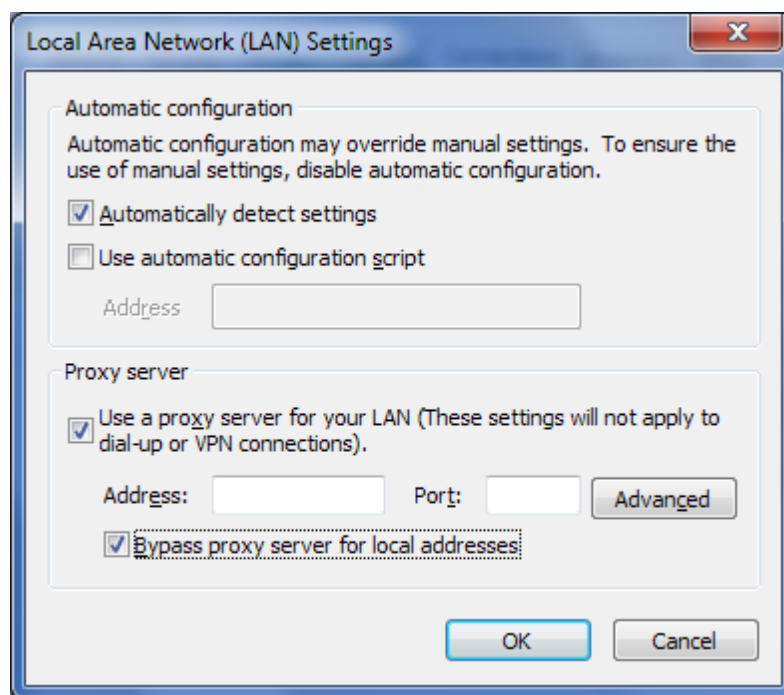 Local Area Network (LAN) Settings
Automatic configuration
Automatic configuration may override manual settings.  To ensure the
use of manual settings, disable automatic configuration.
Automatically detect settings
Use automatic configuration script
Address
Proxy server
Use a proxy server for your LAN (These settings will not apply to
dial-up or VPN connections).
Address: Port: Advanced
Bypass proxy server for local addresses
OK Cancel